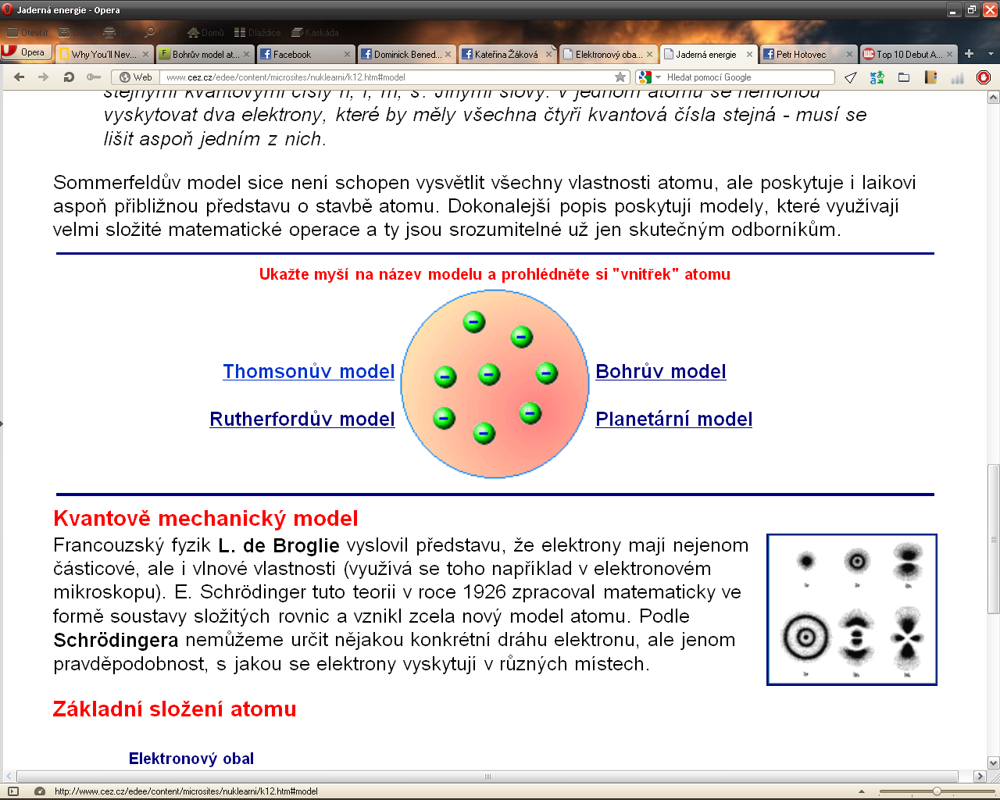 Jaderná energie - Opera
Otevřít
Domů
Dlaždice
Kaskáda
Opera
Why You´ll Nev...
Bohrův model at...
Facebook
Dominick Bened...
Kateřina Žáková
Elektronový oba...
Jaderná energie
Petr Hotovec
Top 10 Debut A...
Web
www.cez.cz/edee/content/microsites/nuklearni/k12.htm#model
Hledat pomocí Google
stejnými kvantovými čísly n, l, m, s. Jinými slovy: v jednom atomu se nemohou
vyskytovat dva elektrony, které by měly všechna čtyři kvantová čísla stejná - musí se
lišit aspoň jedním z nich.
Sommerfeldův model sice není schopen vysvětlit všechny vlastnosti atomu, ale poskytuje i laikovi
aspoň přibližnou představu o stavbě atomu. Dokonalejší popis poskytují modely, které využívají
velmi složité matematické operace a ty jsou srozumitelné už jen skutečným odborníkům.
Ukažte myší na název modelu a prohlédněte si "vnitřek" atomu
Thomsonův model
Bohrův model
Rutherfordův model
Planetární model
Kvantově mechanický model
Francouzský fyzik L. de Broglie vyslovil představu, že elektrony mají nejenom
částicové, ale i vlnové vlastnosti (využívá se toho například v elektronovém
mikroskopu). E. Schrödinger tuto teorii v roce 1926 zpracoval matematicky ve
formě soustavy složitých rovnic a vznikl zcela nový model atomu. Podle
Schrödingera nemůžeme určit nějakou konkrétní dráhu elektronu, ale jenom
pravděpodobnost, s jakou se elektrony vyskytují v různých místech.
Základní složení atomu
Elektronový obal
http://www.cez.cz/edee/content/microsites/nuklearni/k12.htm#model